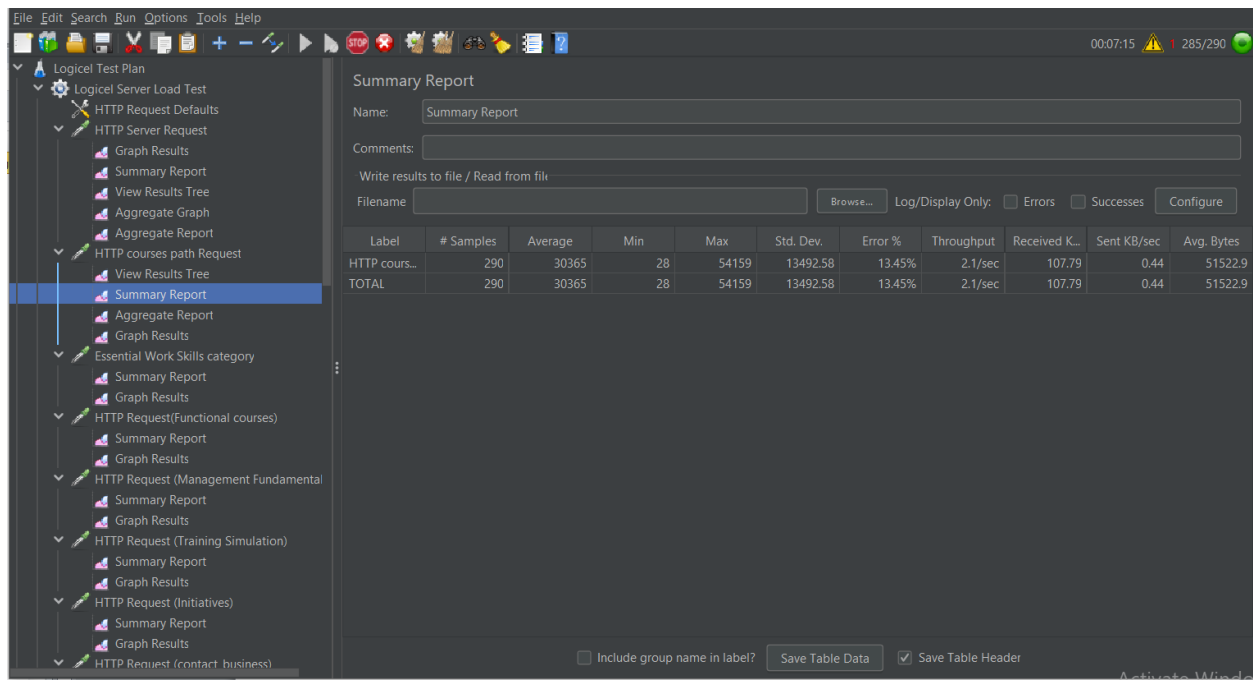 File Edit Search Run Options Tools Help
STOP
00:07:15 1 285/290
Logicel Test Plan
Logicel Server Load Test
HTTP Request Defaults
HTTP Server Request
Graph Results
Summary Report
View Results Tree
Aggregate Graph
Aggregate Report
HTTP courses path Request
View Results Tree
Summary Report
Aggregate Report
Graph Results
Essential Work Skills category
Summary Report
Graph Results
HTTP Request(Functional courses)
Summary Report
Graph Results
HTTP Request (Management Fundamental
Summary Report
Graph Results
HTTP Request (Training Simulation)
Summary Report
Graph Results
HTTP Request (Initiatives)
Summary Report
Graph Results
HTTP Request (contact_business)
Summary Report
Name: Summary Report
Comments:
Write results to file / Read from file
Filename Browse... Log/Display Only: Errors Successes Configure
Label # Samples Average Min Max Std. Dev. Error % Throughput Received K... Sent KB/sec Avg. Bytes
HTTP cours... 290 30365 28 54159 13492.58 13.45% 2.1/sec 107.79 0.44 51522.9
TOTAL 290 30365 28 54159 13492.58 13.45% 2.1/sec 107.79 0.44 51522.9
Include group name in label? Save Table Data Save Table Header